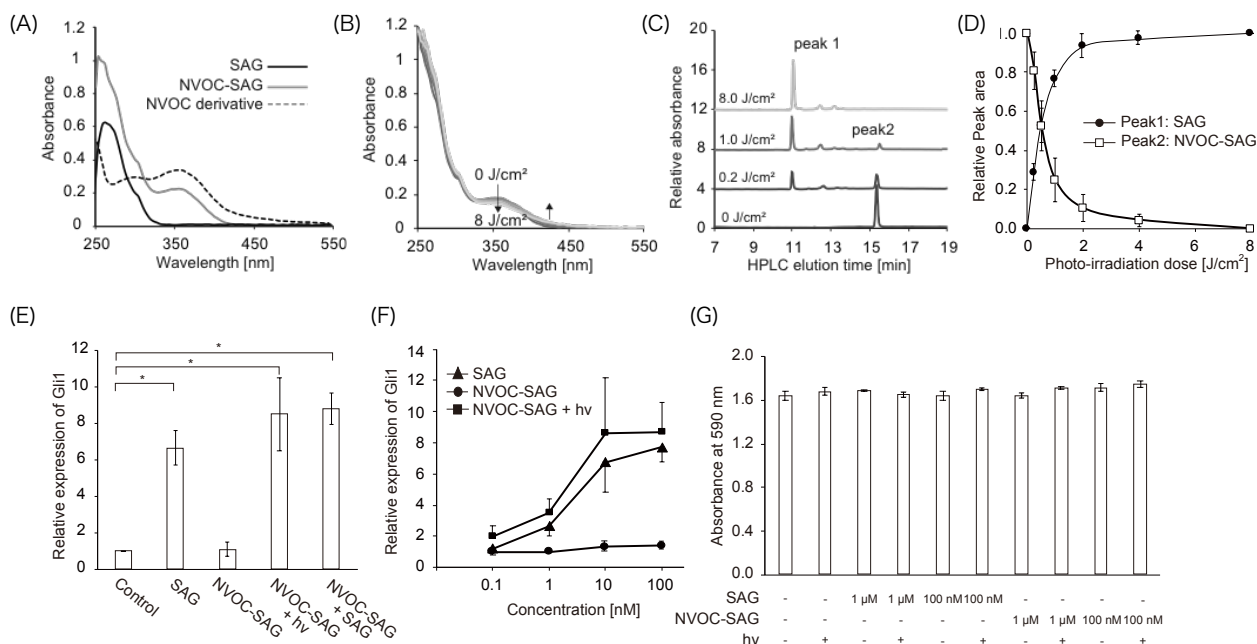 (A)
Absorbance
1.2
1
0.8
0.6
0.4
0.2
0
250 350 450 550
Wavelength [nm]
SAG
NVOC-SAG
NVOC derivative
(B)
Absorbance
1.2
1.0
0.8
0.6
0.4
0.2
0
250 350 450 550
Wavelength [nm]
0 J/cm²
8 J/cm²
(C)
Relative absorbance
20
16
12
8
4
0
7 11 15 19
HPLC elution time [min]
peak 1
peak2
8.0 J/cm²
1.0 J/cm²
0.2 J/cm²
0 J/cm²
(D)
Relative Peak area
1.0
0.8
0.6
0.4
0.2
0
0 2 4 6 8
Photo-irradiation dose [J/cm²]
Peak1: SAG
Peak2: NVOC-SAG
(E)
Relative expression of Gli1
12
10
8
6
4
2
0
*
*
*
Control
SAG
NVOC-SAG
NVOC-SAG
+ hv
NVOC-SAG
+ SAG
(F)
Relative expression of Gli1
14
12
10
8
6
4
2
0
0.1 1 10 100
Concentration [nM]
SAG
NVOC-SAG
NVOC-SAG + hv
(G)
Absorbance at 590 nm
2.0
1.6
1.2
0.8
0.4
0.0
SAG - - 1 μM 1 μM 100 nM 100 nM - - - -
NVOC-SAG - - - - - - 1 μM 1 μM 100 nM 100 nM
hv - + - + - + - + - +